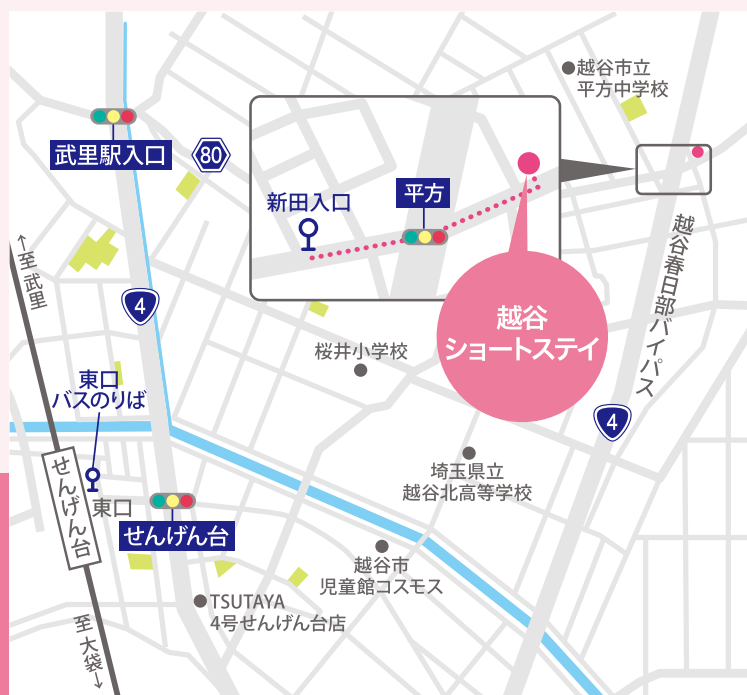 越谷市立
平方中学校
武里駅入口
80
平方
新田入口
←至武里
越谷春日部バイパス
4
越谷
ショートステイ
桜井小学校
東口
バスのりば
4
埼玉県立
越谷北高等学校
せんげん台
東口
せんげん台
越谷市
児童館コスモス
TSUTAYA
4号せんげん台店
至大袋→